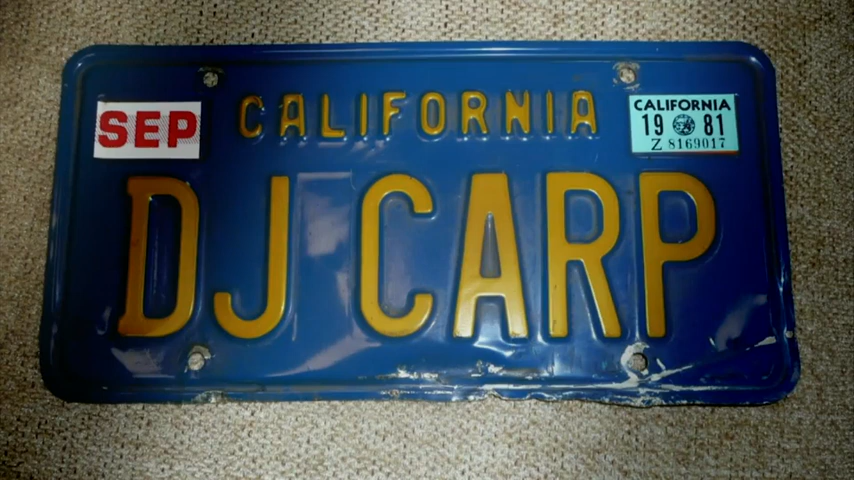 SEP
CALIFORNIA
CALIFORNIA
19 81
Z 8169017
DJ CARP